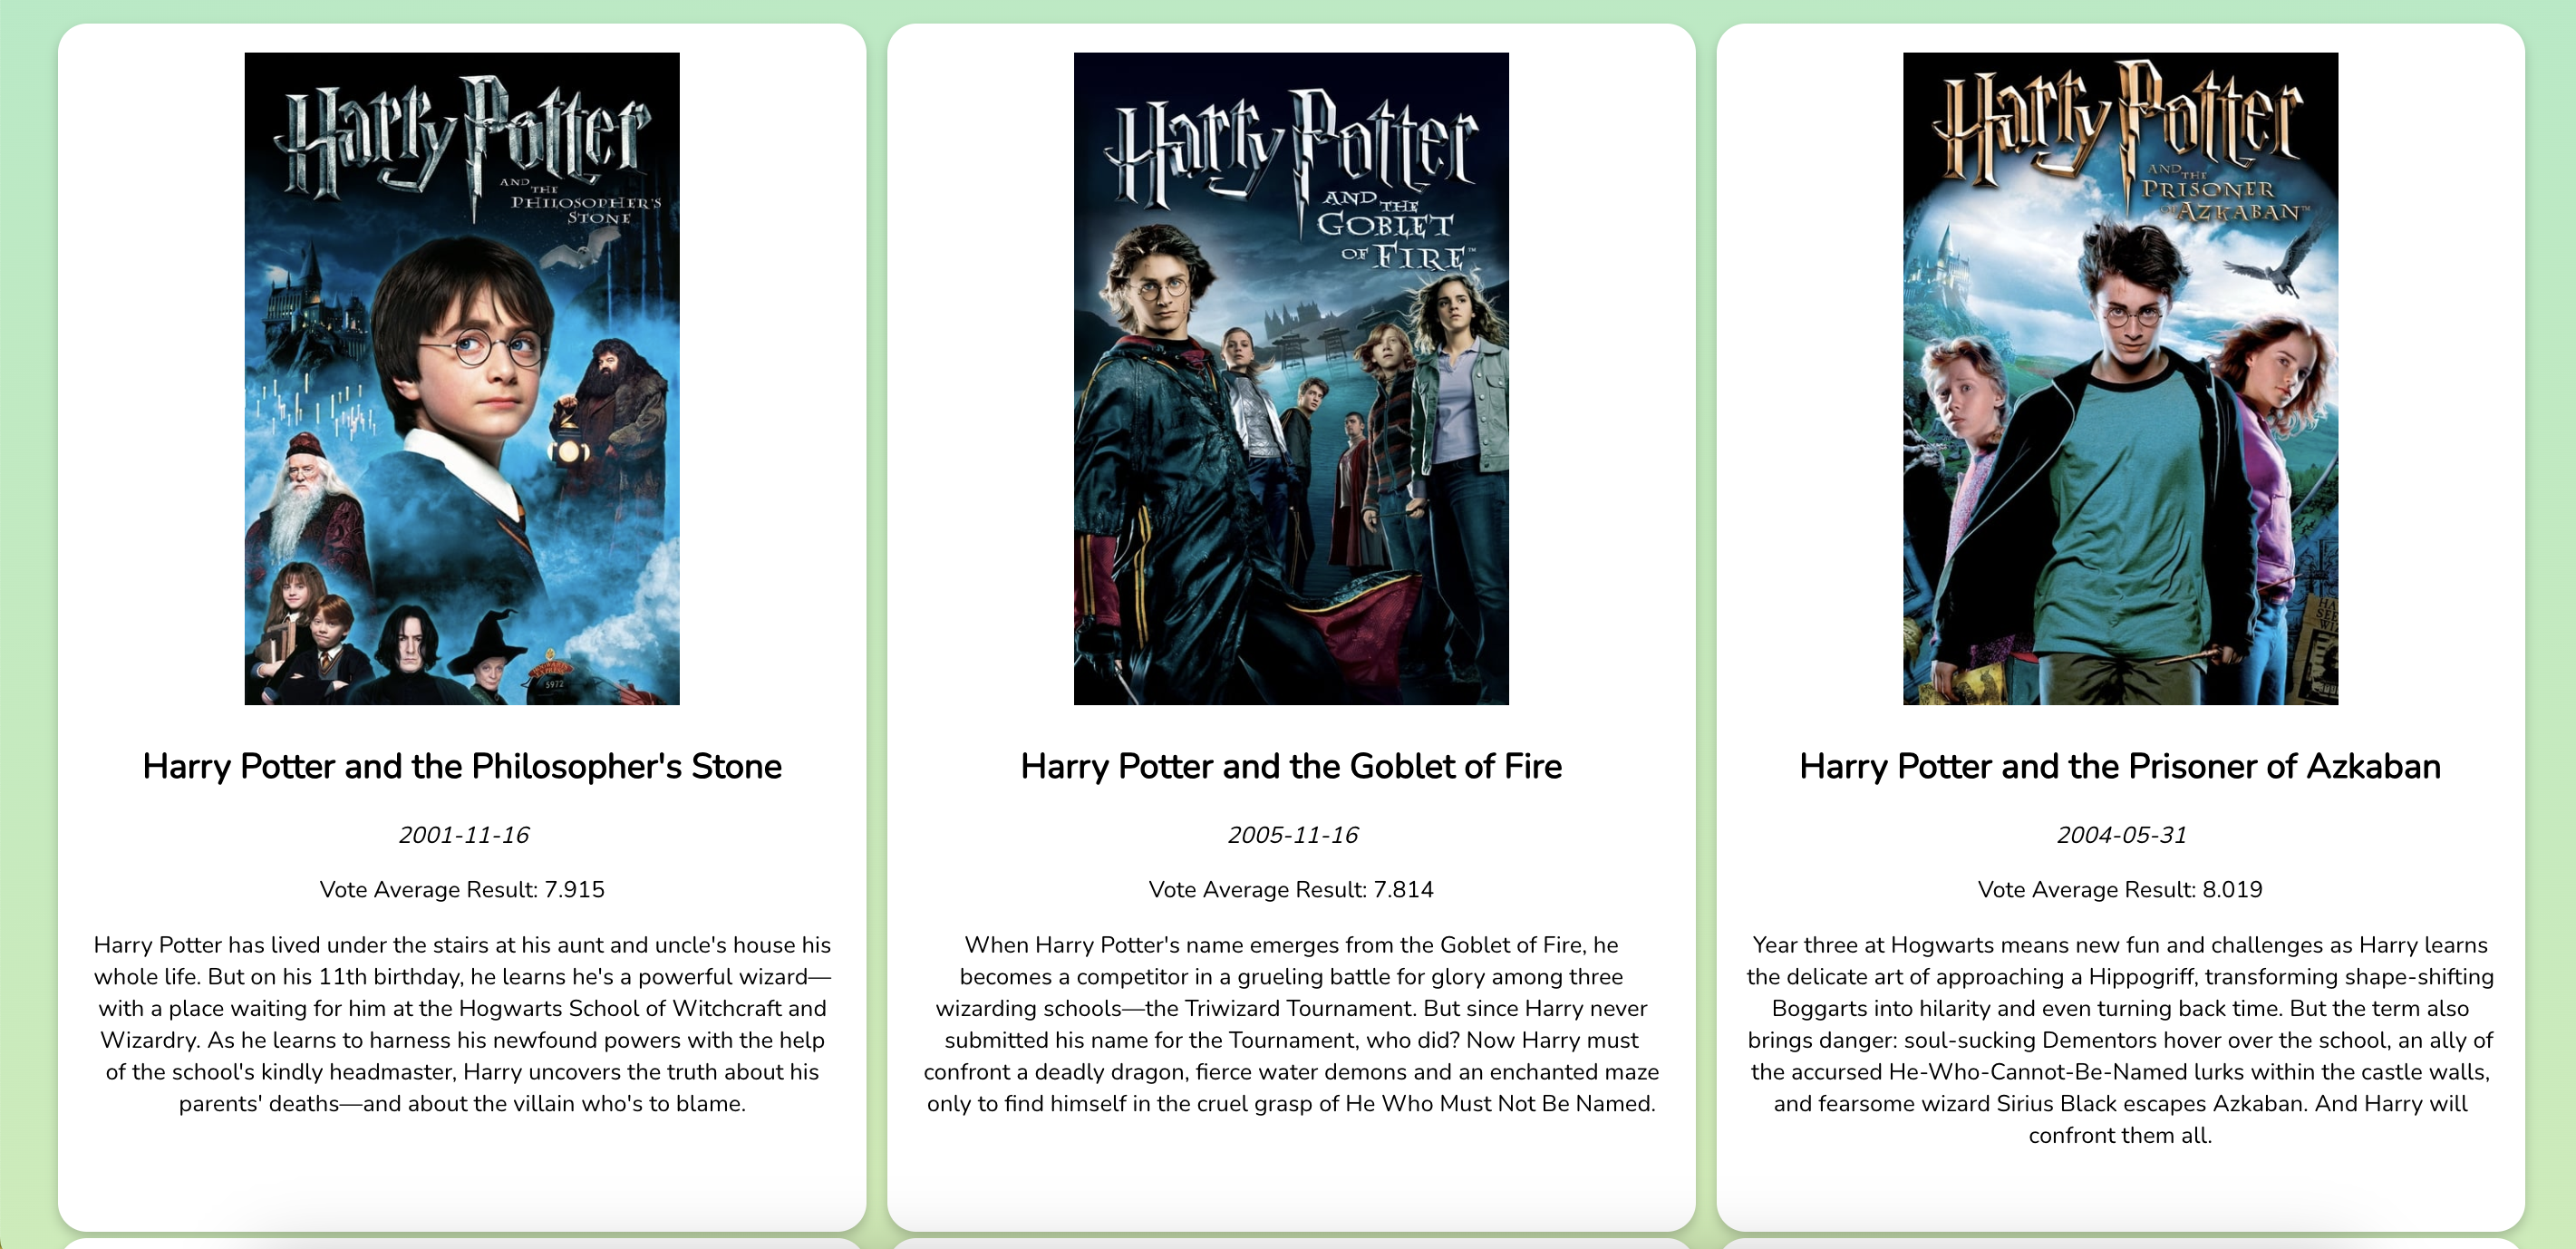 Harry Potter
AND THE
PHILOSOPHER'S
STONE
HOGWARTS
EXPRESS
5972
Harry Potter and the Philosopher's Stone
2001-11-16
Vote Average Result: 7.915
Harry Potter has lived under the stairs at his aunt and uncle's house his
whole life. But on his 11th birthday, he learns he's a powerful wizard—
with a place waiting for him at the Hogwarts School of Witchcraft and
Wizardry. As he learns to harness his newfound powers with the help
of the school's kindly headmaster, Harry uncovers the truth about his
parents' deaths—and about the villain who's to blame.
Harry Potter
AND THE
GOBLET
OF FIRE™
Harry Potter and the Goblet of Fire
2005-11-16
Vote Average Result: 7.814
When Harry Potter's name emerges from the Goblet of Fire, he
becomes a competitor in a grueling battle for glory among three
wizarding schools—the Triwizard Tournament. But since Harry never
submitted his name for the Tournament, who did? Now Harry must
confront a deadly dragon, fierce water demons and an enchanted maze
only to find himself in the cruel grasp of He Who Must Not Be Named.
Harry Potter
AND THE
PRISONER
OF AZKABAN™
Harry Potter and the Prisoner of Azkaban
2004-05-31
Vote Average Result: 8.019
Year three at Hogwarts means new fun and challenges as Harry learns
the delicate art of approaching a Hippogriff, transforming shape-shifting
Boggarts into hilarity and even turning back time. But the term also
brings danger: soul-sucking Dementors hover over the school, an ally of
the accursed He-Who-Cannot-Be-Named lurks within the castle walls,
and fearsome wizard Sirius Black escapes Azkaban. And Harry will
confront them all.